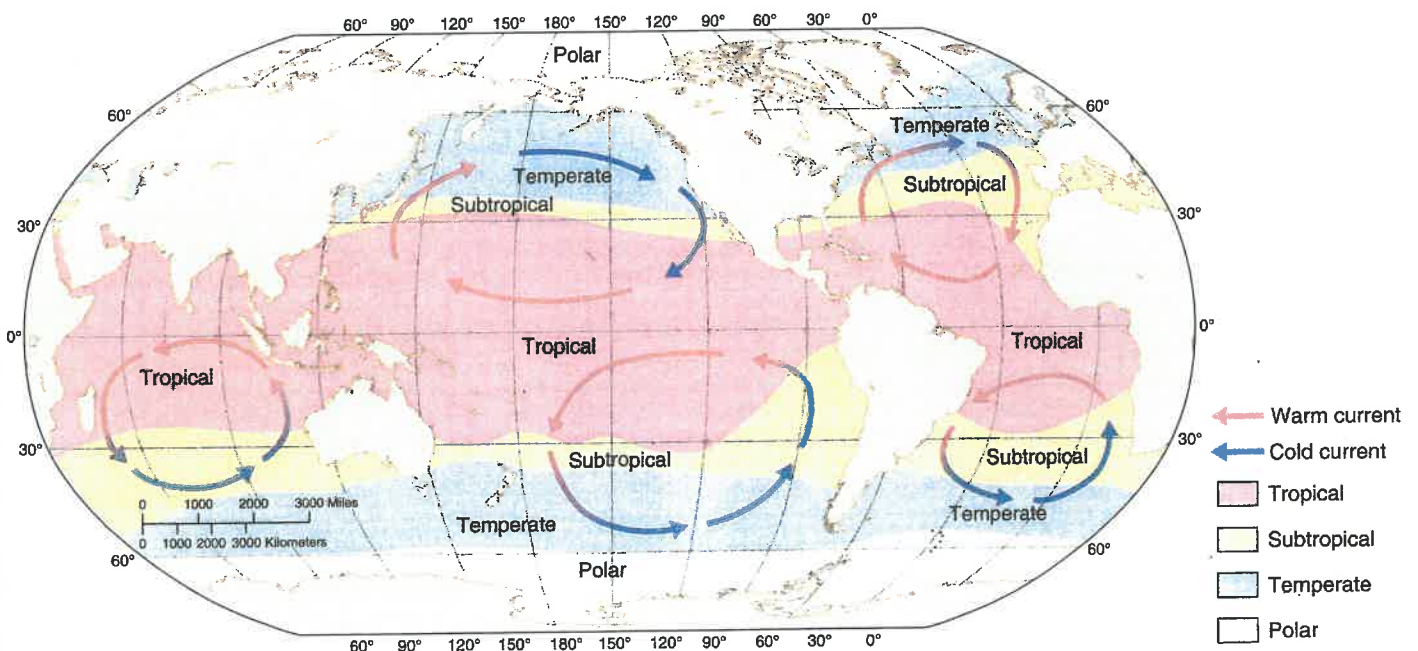 60° 90° 120° 150° 180° 150° 120° 90° 60° 30° 0°
Polar
60°
60°
Temperate
Temperate
Subtropical
Subtropical
30°
30°
0°
0°
Tropical
Tropical
Tropical
30°
30°
Subtropical
Subtropical
Temperate
Temperate
0 1000 2000 3000 Miles
0 1000 2000 3000 Kilometers
60°
60°
Polar
60° 90° 120° 150° 180° 150° 120° 90° 60° 30° 0°
Warm current
Cold current
Tropical
Subtropical
Temperate
Polar